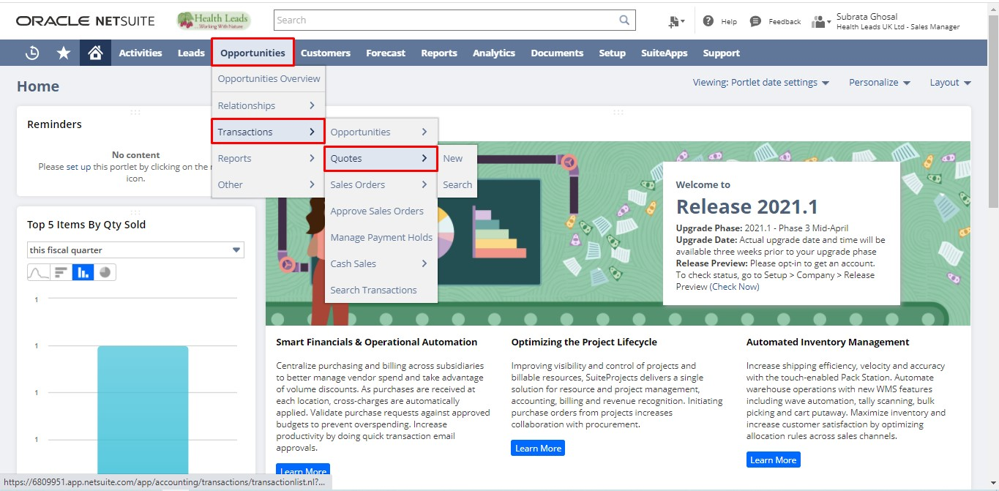 ORACLE NETSUITE
Health Leads
...Working With Nature
Search
Help
Feedback
Subrata Ghosal
Health Leads UK Ltd - Sales Manager
Activities
Leads
Opportunities
Customers
Forecast
Reports
Analytics
Documents
Setup
SuiteApps
Support
Home
Viewing: Portlet date settings
Personalize
Layout
Opportunities Overview
Relationships
Transactions
Reports
Other
Opportunities
Quotes
Sales Orders
Approve Sales Orders
Manage Payment Holds
Cash Sales
Search Transactions
New
Search
Reminders
No content
Please set up this portlet by clicking on the
icon.
Top 5 Items By Qty Sold
this fiscal quarter
1
1
1
1
Welcome to
Release 2021.1
Upgrade Phase: 2021.1 - Phase 3 Mid-April
Upgrade Date: Actual upgrade date and time will be
available three weeks prior to your upgrade phase
Release Preview: Please opt-in to get an account.
To check status, go to Setup > Company > Release
Preview (Check Now)
Smart Financials & Operational Automation
Centralize purchasing and billing across subsidiaries
to better manage vendor spend and take advantage
of volume discounts. As purchases are received at
each location, cross-charges are automatically
applied. Validate purchase requests against approved
budgets to prevent overspending. Increase
productivity by doing quick transaction email
approvals.
Learn More
Optimizing the Project Lifecycle
Improving visibility and control of projects and
billable resources, SuiteProjects delivers a single
solution for resource and project management,
accounting, billing and revenue recognition. Initiating
purchase orders from projects increases
collaboration with procurement.
Learn More
Automated Inventory Management
Increase shipping efficiency, velocity and accuracy
with the touch-enabled Pack Station. Automate
warehouse operations with new WMS features
including wave automation, tally scanning, bulk
picking and cart putaway. Maximize inventory and
increase customer satisfaction by optimizing
allocation rules across sales channels.
Learn More
https://6809951.app.netsuite.com/app/accounting/transactions/transactionlist.nl?...